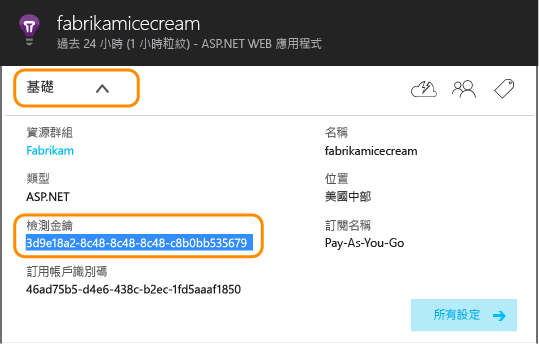 fabrikamicecream
過去 24 小時 (1 小時粒紋) - ASP.NET WEB 應用程式
基礎
資源群組
Fabrikam
名稱
fabrikamicecream
類型
ASP.NET
位置
美國中部
檢測金鑰
3d9e18a2-8c48-8c48-8c48-c8b0bb535679
訂閱名稱
Pay-As-You-Go
訂用帳戶識別碼
46ad75b5-d4e6-438c-b2ec-1fd5aaaf1850
所有設定